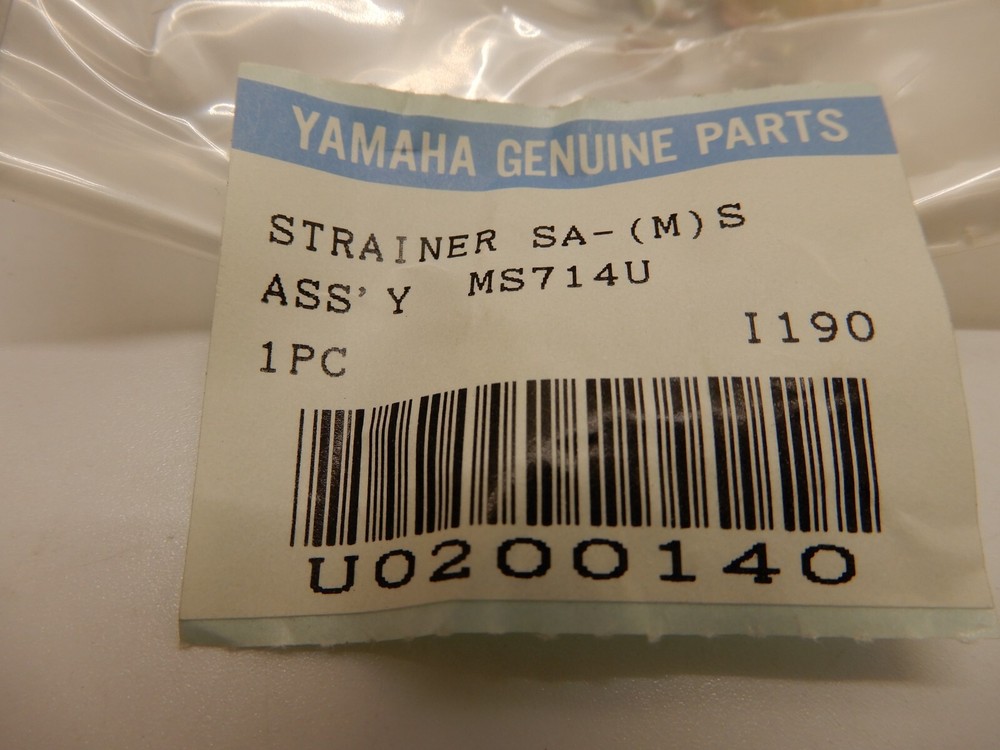 YAMAHA GENUINE PARTS
STRAINER SA-(M)S
ASS'Y MS714U
I190
1PC
U0200140